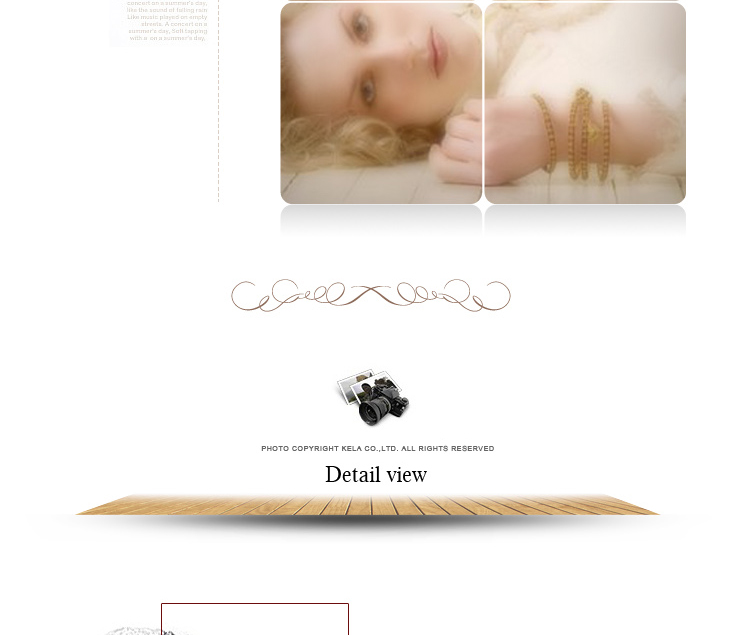 concert on a summer's day,
like the sound of falling rain
Like music played on empty
streets. A concert on a
summer's day, Soft tapping
with a on a summer's day,
PHOTO COPYRIGHT KELA CO.,LTD. ALL RIGHTS RESERVED
Detail view